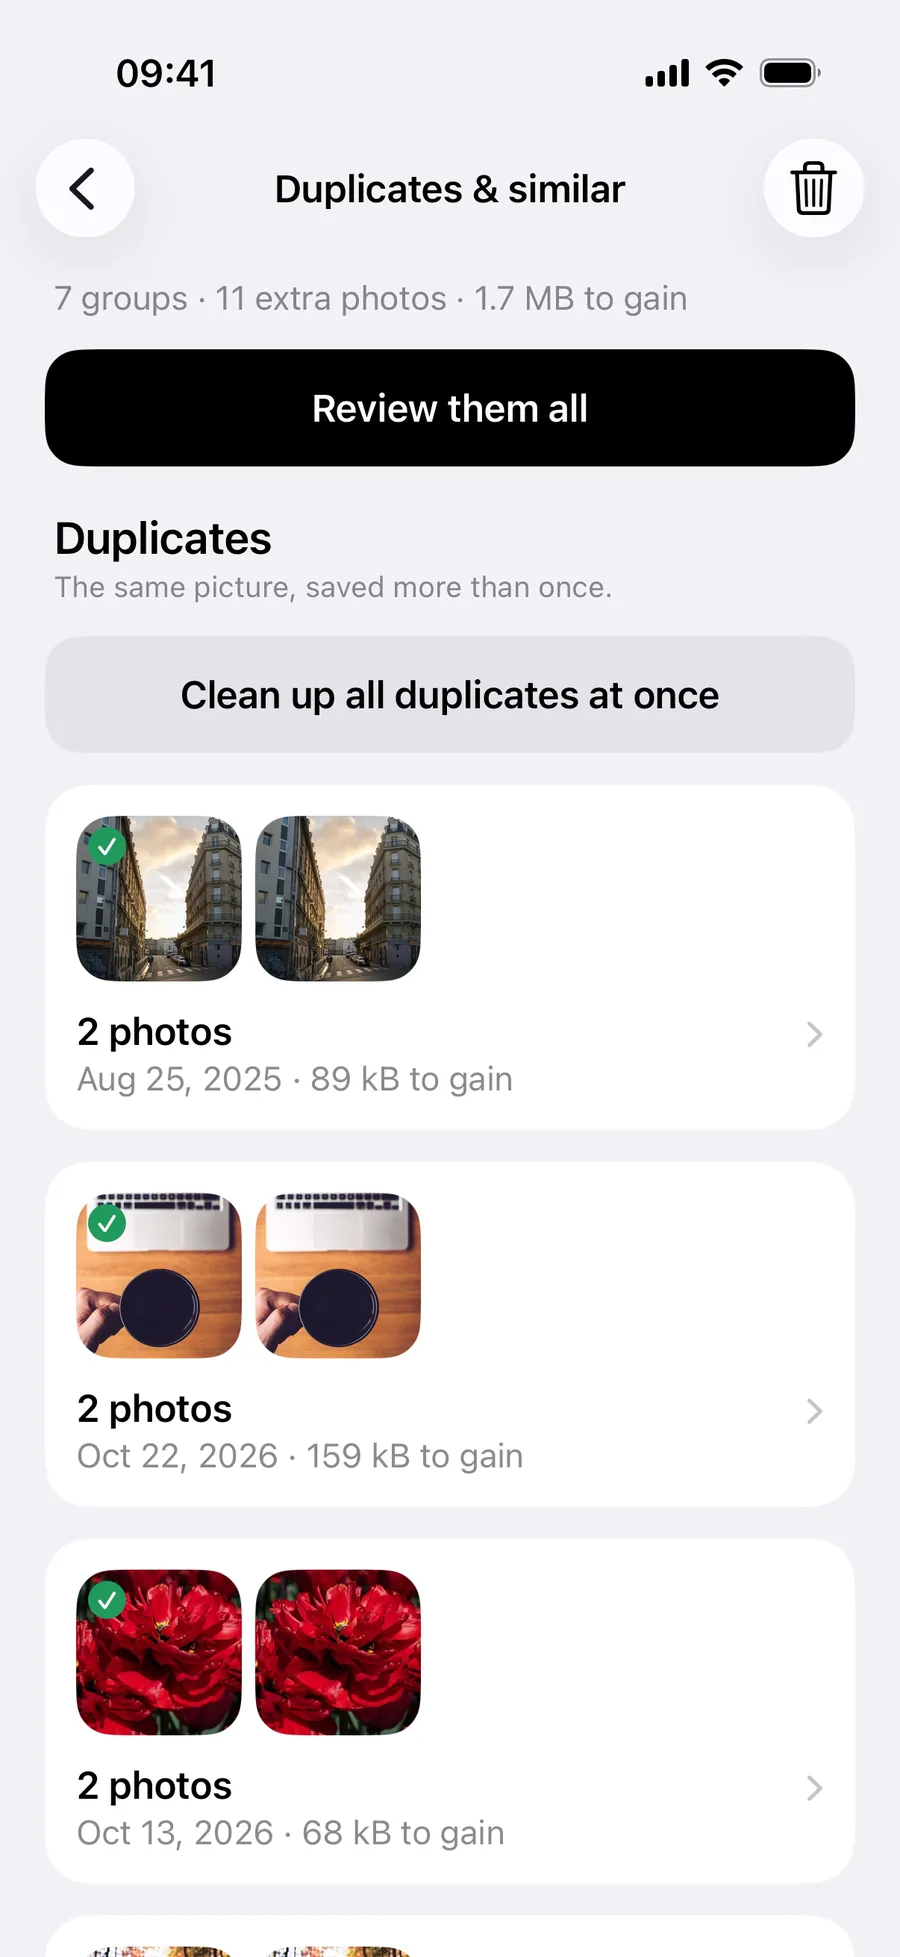 09:41
Duplicates & similar
7 groups · 11 extra photos · 1.7 MB to gain
Review them all
Duplicates
The same picture, saved more than once.
Clean up all duplicates at once
2 photos
Aug 25, 2025 · 89 kB to gain
2 photos
Oct 22, 2026 · 159 kB to gain
2 photos
Oct 13, 2026 · 68 kB to gain